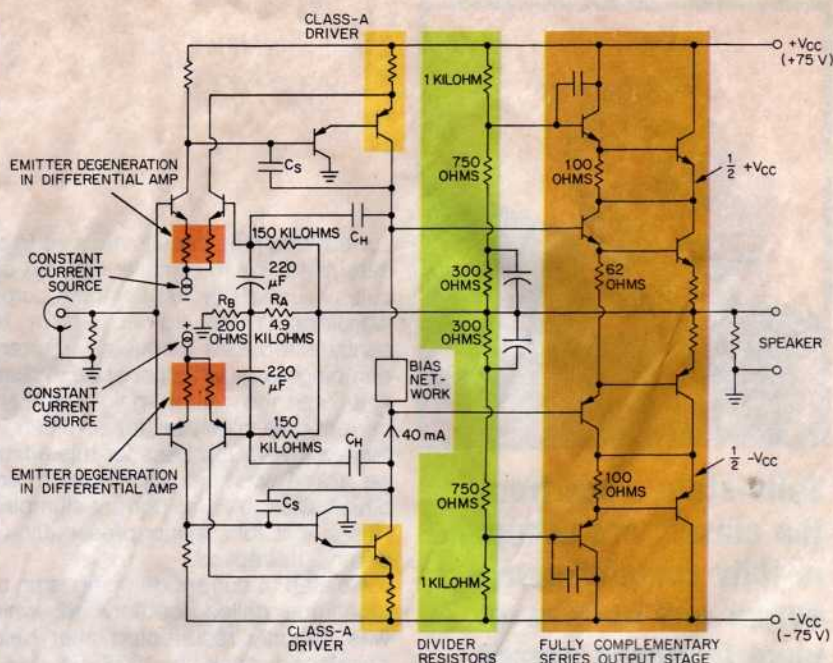 CLASS-A
DRIVER
+VCC
(+75 V)
1 KILOHM
EMITTER DEGENERATION
IN DIFFERENTIAL AMP
CS
750
OHMS
100
OHMS
1/2 +VCC
150 KILOHMS
CH
CONSTANT
CURRENT
SOURCE
−
220
μF
300
OHMS
62
OHMS
RB
200
OHMS
RA
4.9
KILOHMS
+
300
OHMS
SPEAKER
CONSTANT
CURRENT
SOURCE
220
μF
BIAS
NET-
WORK
150
KILOHMS
40 mA
EMITTER DEGENERATION
IN DIFFERENTIAL AMP
CH
1/2 −VCC
100
OHMS
CS
750
OHMS
1 KILOHM
−VCC
(−75 V)
CLASS-A
DRIVER
DIVIDER
RESISTORS
FULLY COMPLEMENTARY
SERIES OUTPUT STAGE